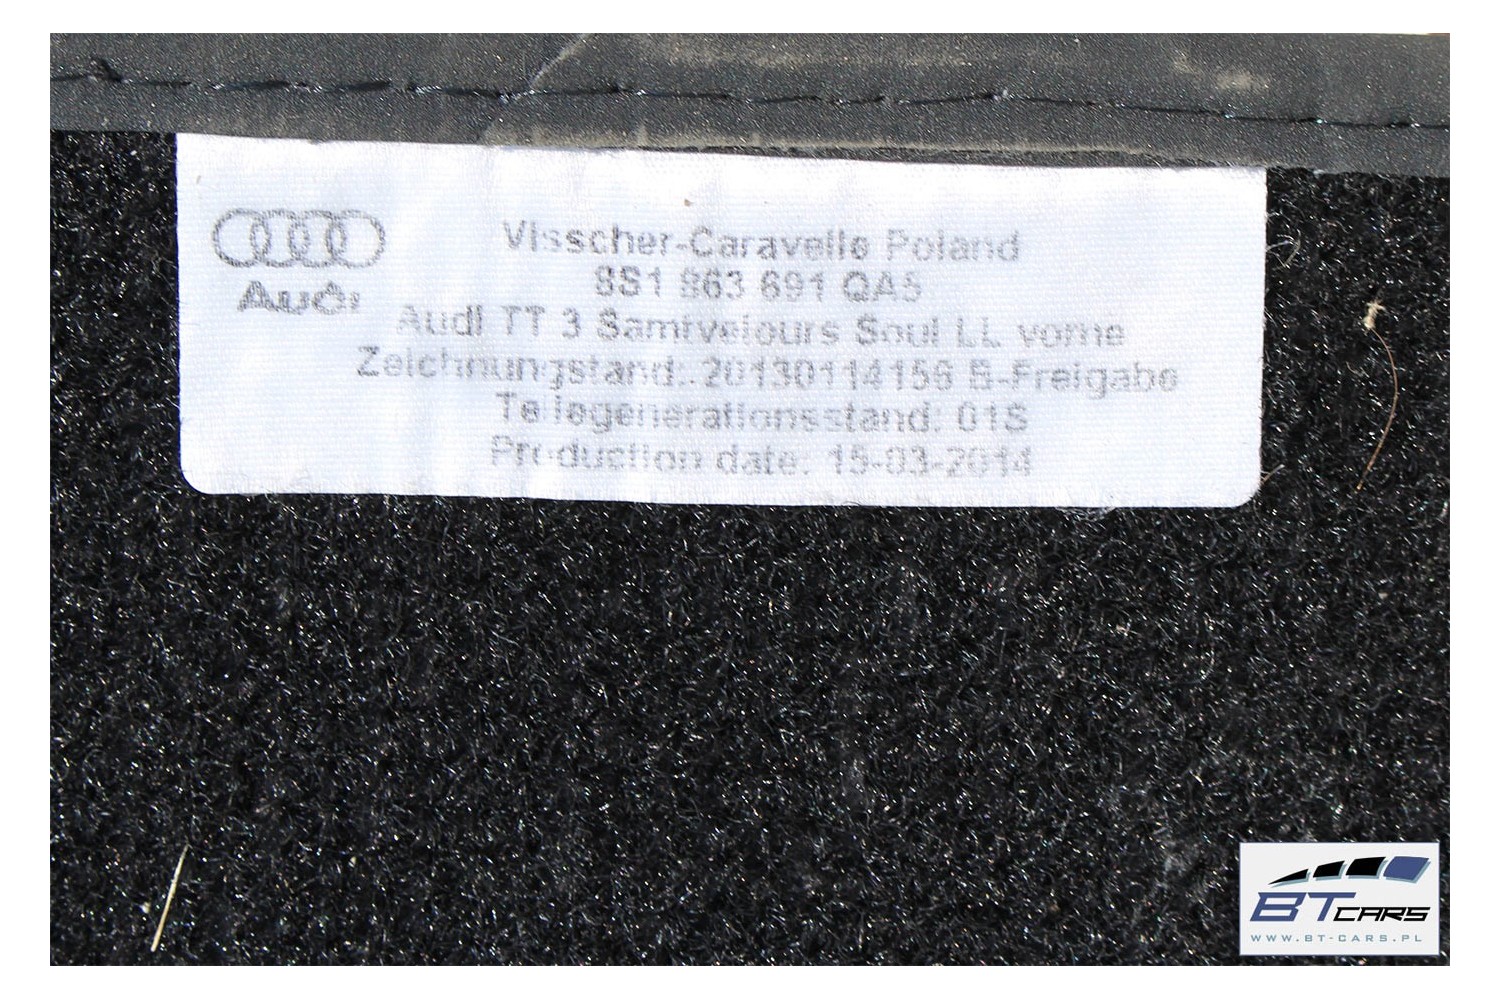 Audi
Visscher-Caravelle Poland
8S1 863 691 QA5
Audi TT 3 Samtvelours Soul LL vorne
Zeichnungstand: 20130114156 B-Freigabe
Teilegenerationsstand: 01S
Production date: 15-03-2014
BT CARS
WWW.BT-CARS.PL